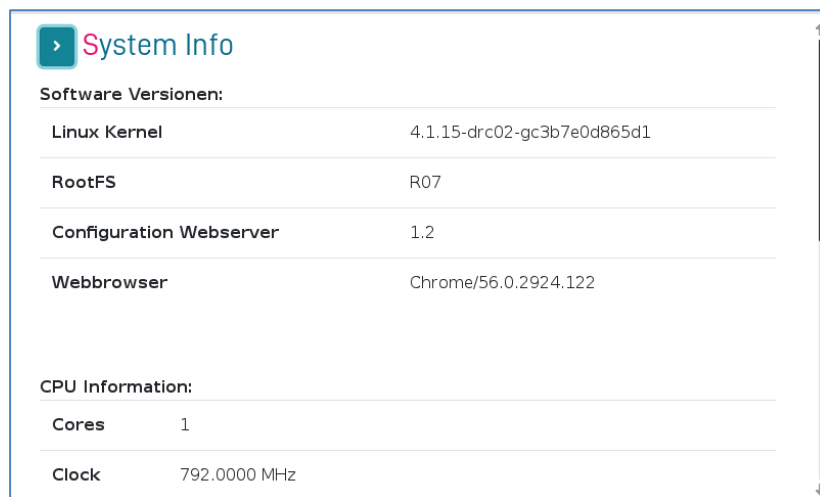 System Info
Software Versionen:
Linux Kernel 4.1.15-drc02-gc3b7e0d865d1
RootFS R07
Configuration Webserver 1.2
Webbrowser Chrome/56.0.2924.122
CPU Information:
Cores 1
Clock 792.0000 MHz